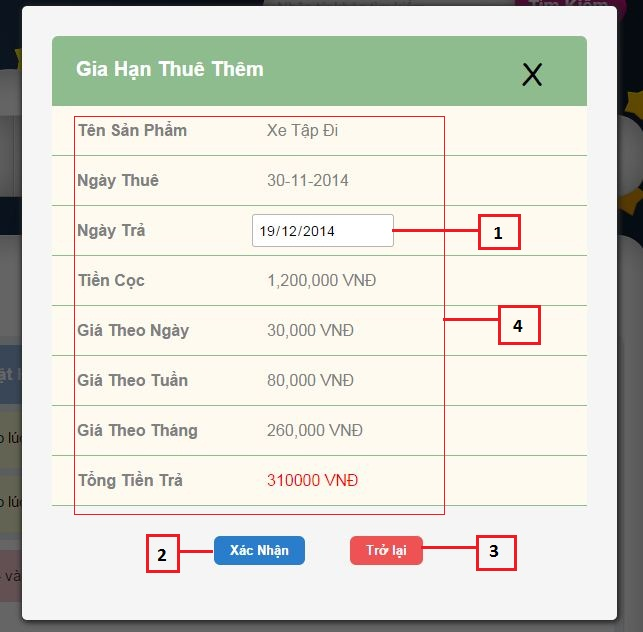 Tìm Kiếm
Gia Hạn Thuê Thêm
X
Tên Sản Phẩm Xe Tập Đi
Ngày Thuê 30-11-2014
Ngày Trả 19/12/2014 1
Tiền Cọc 1,200,000 VNĐ
Giá Theo Ngày 30,000 VNĐ 4
Giá Theo Tuần 80,000 VNĐ
Giá Theo Tháng 260,000 VNĐ
Tổng Tiền Trả 310000 VNĐ
2 Xác Nhận Trở lại 3